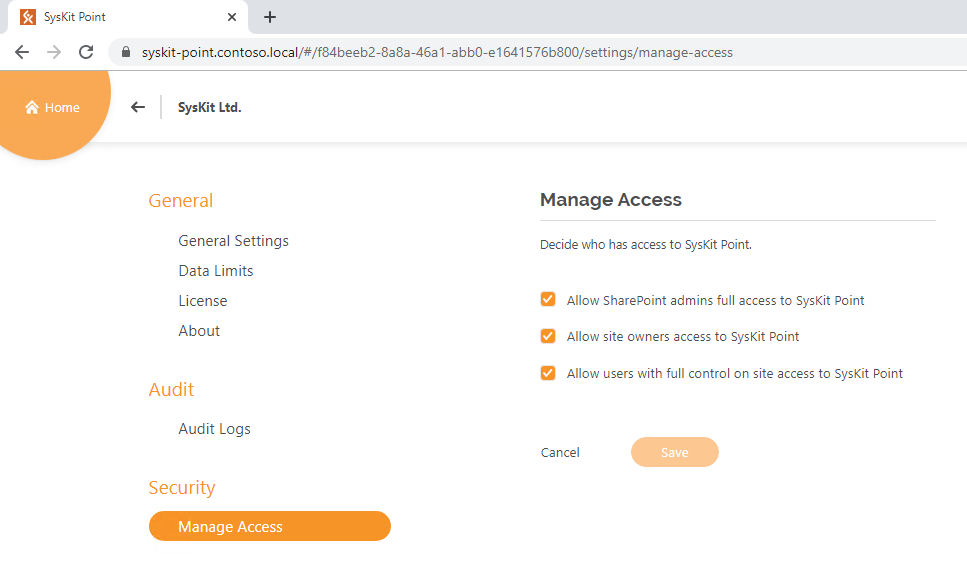 SysKit Point
syskit-point.contoso.local/#/f84beeb2-8a8a-46a1-abb0-e1641576b800/settings/manage-access
Home
SysKit Ltd.
General
General Settings
Data Limits
License
About
Audit
Audit Logs
Security
Manage Access
Manage Access
Decide who has access to SysKit Point.
Allow SharePoint admins full access to SysKit Point
Allow site owners access to SysKit Point
Allow users with full control on site access to SysKit Point
Cancel
Save